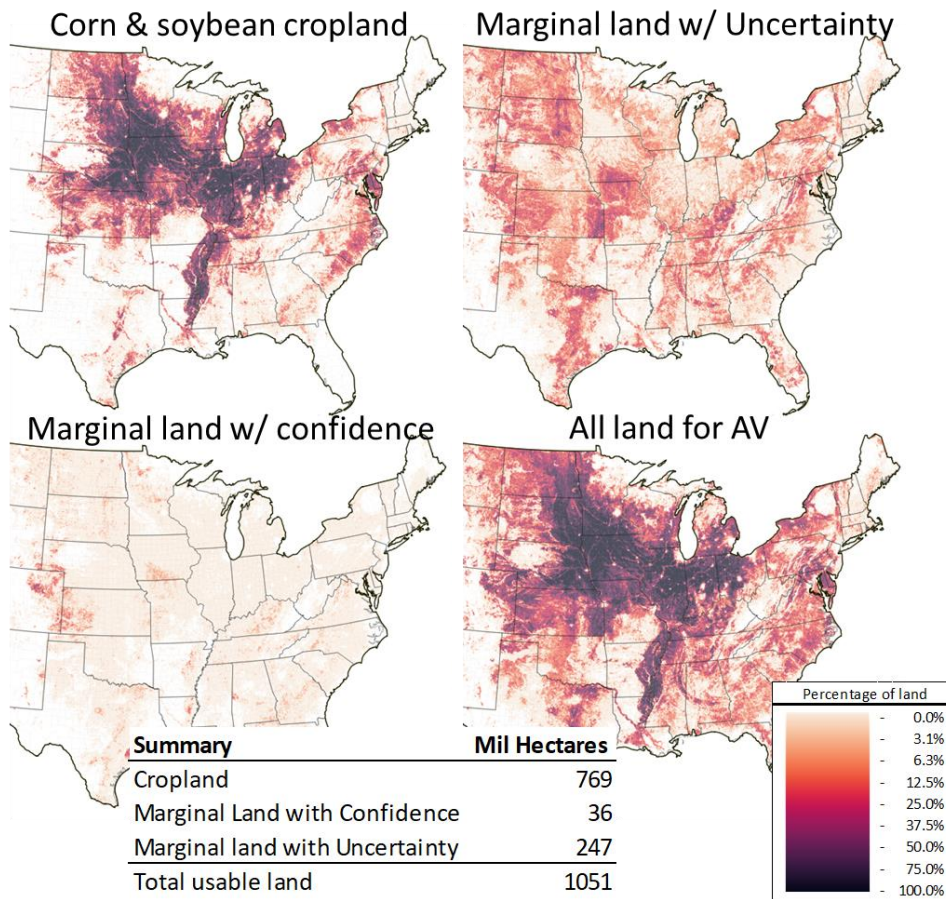 Corn & soybean cropland
Marginal land w/ Uncertainty
Marginal land w/ confidence
All land for AV
Summary Mil Hectares
Cropland 769
Marginal Land with Confidence 36
Marginal land with Uncertainty 247
Total usable land 1051
Percentage of land
- 0.0%
- 3.1%
- 6.3%
- 12.5%
- 25.0%
- 37.5%
- 50.0%
- 75.0%
- 100.0%